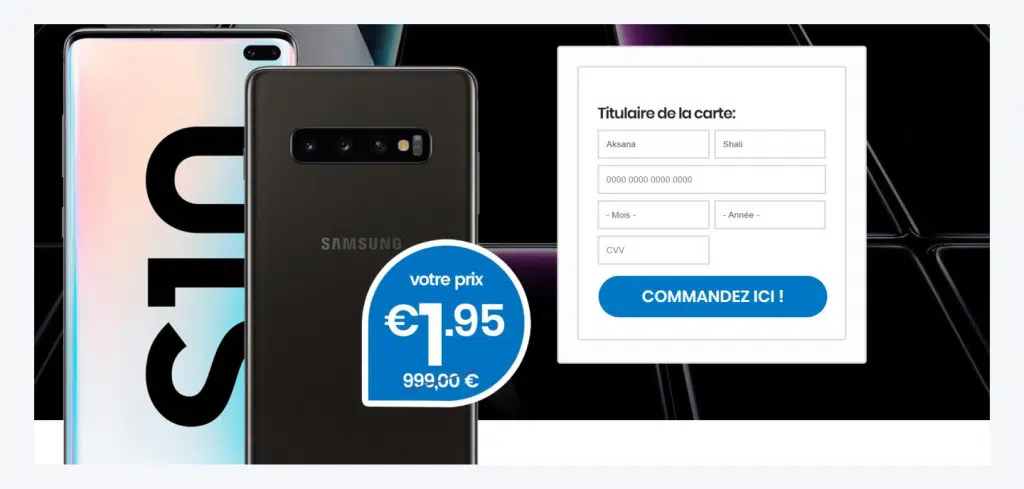 S10
SAMSUNG
votre prix
€1.95
999,00 €
Titulaire de la carte:
Aksana
Shali
0000 0000 0000 0000
- Mois -
- Année -
CVV
COMMANDEZ ICI !